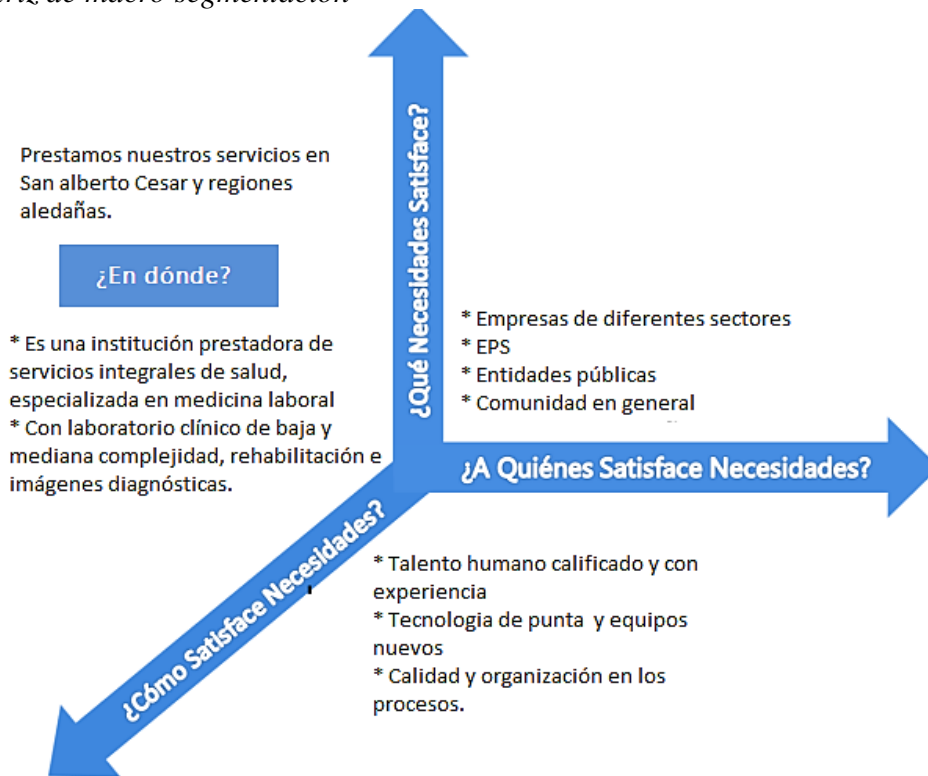 de macro-segmentación
¿Qué Necesidades Satisface?
Prestamos nuestros servicios en
San alberto Cesar y regiones
aledañas.
¿En dónde?
* Es una institución prestadora de
servicios integrales de salud,
especializada en medicina laboral
* Con laboratorio clínico de baja y
mediana complejidad, rehabilitación e
imágenes diagnósticas.
* Empresas de diferentes sectores
* EPS
* Entidades públicas
* Comunidad en general
¿A Quiénes Satisface Necesidades?
¿Cómo Satisface Necesidades?
* Talento humano calificado y con
experiencia
* Tecnologia de punta y equipos
nuevos
* Calidad y organización en los
procesos.